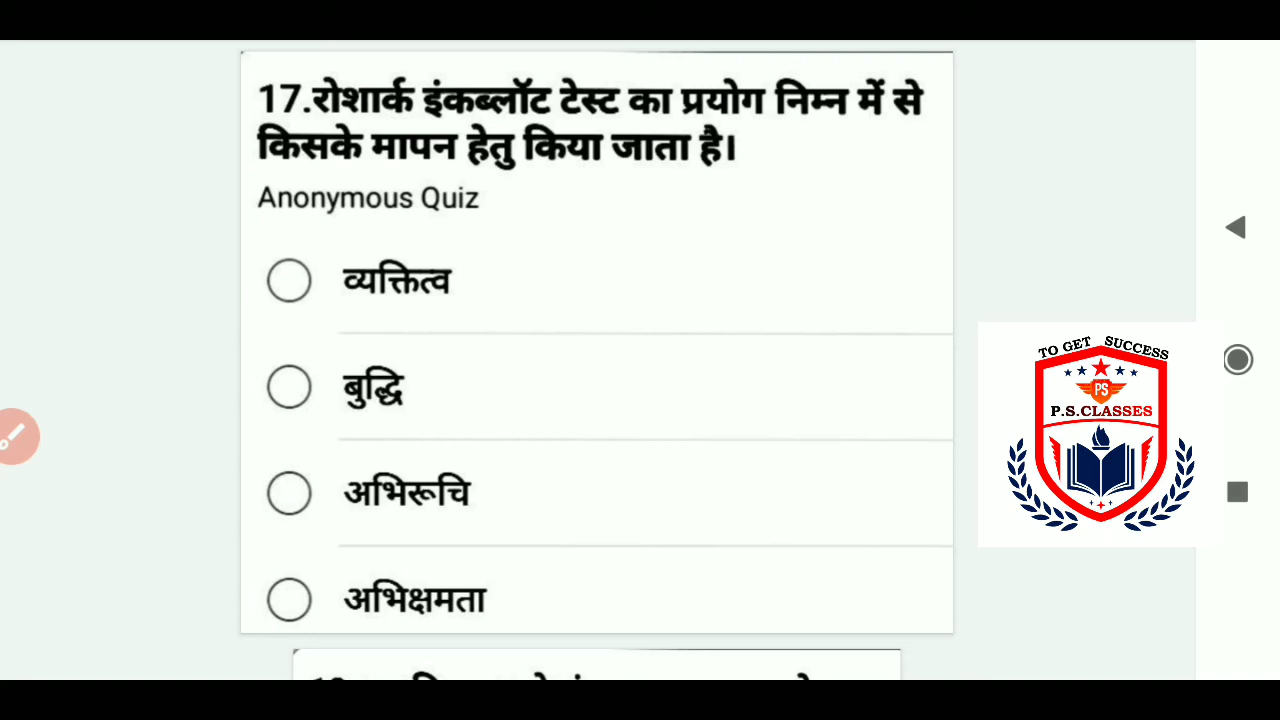 17.रोशार्क इंकब्लॉट टेस्ट का प्रयोग निम्न में से
किसके मापन हेतु किया जाता है।
Anonymous Quiz
व्यक्तित्व
बुद्धि
अभिरूचि
अभिक्षमता
TO GET SUCCESS
PS
P.S.CLASSES